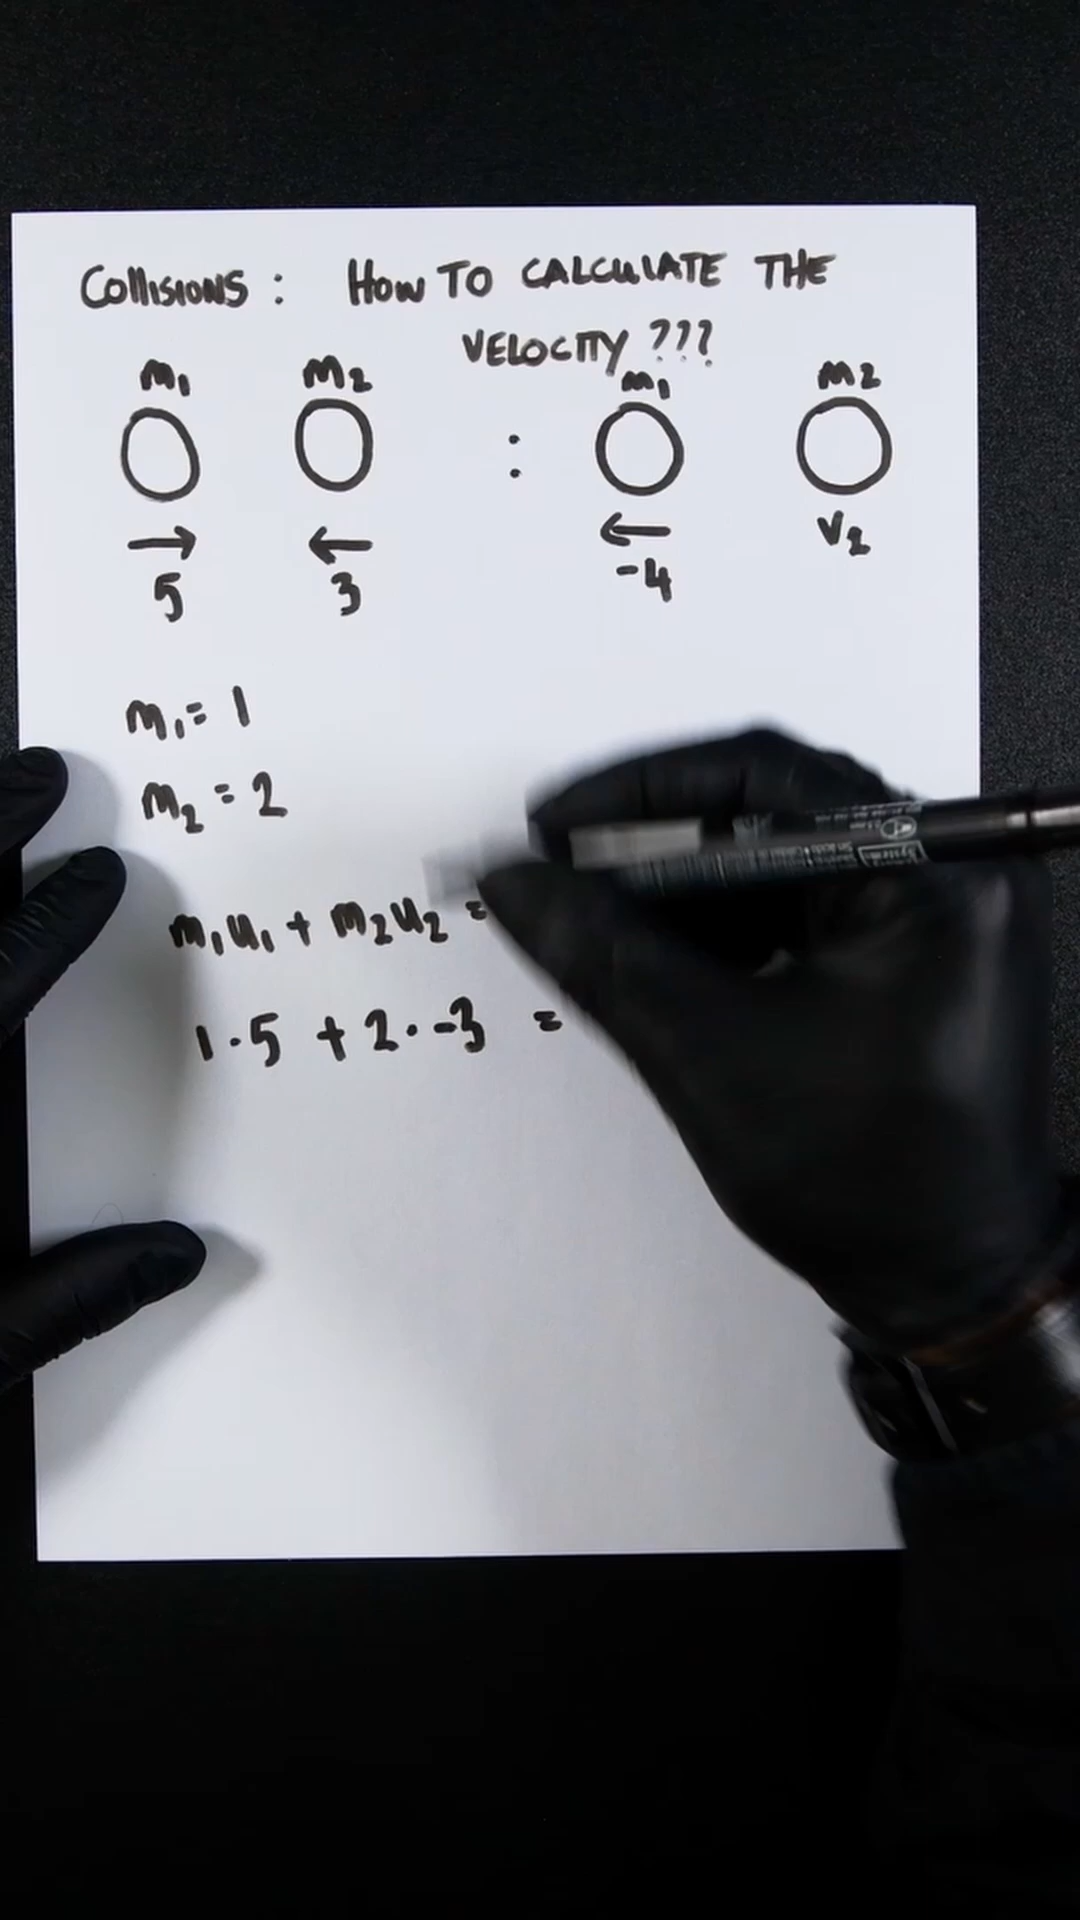 Collisions: How To CALCULATE THE
VELOCITY ???
m₁ m₂ : m₁ m₂
→ ← ← v₂
5 3 -4
m₁ = 1
m₂ = 2
m₁u₁ + m₂u₂ =
1·5 + 2·-3 =